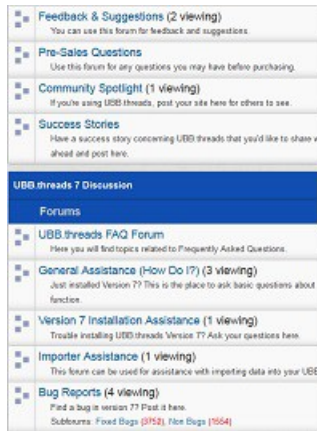 Feedback & Suggestions (2 viewing)
You can use this forum for feedback and suggestions.
Pre-Sales Questions
Use this forum for any questions you may have before purchasing.
Community Spotlight (1 viewing)
If you're using UBB.threads, post your site here for others to see.
Success Stories
Have a success story concerning UBB.threads that you'd like to share w
ahead and post here.
UBB.threads 7 Discussion
Forums
UBB.threads FAQ Forum
Here you will find topics related to Frequently Asked Questions.
General Assistance (How Do I?) (3 viewing)
Just installed Version 7? This is the place to ask basic questions about
function.
Version 7 Installation Assistance (1 viewing)
Trouble installing UBB.threads Version 7? Ask your questions here.
Importer Assistance (1 viewing)
This forum can be used for assistance with importing data into your UBB
Bug Reports (4 viewing)
Find a bug in version 7? Post it here.
Subforums: Fixed Bugs (3752), Non Bugs (1554)